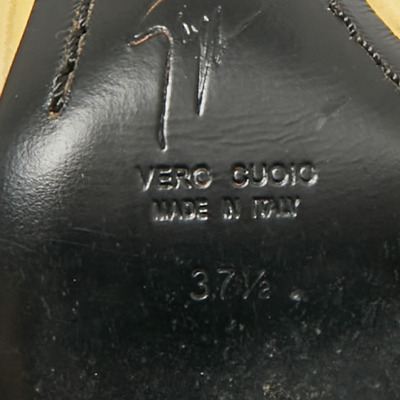 VERO CUOIO
MADE IN ITALY
37½